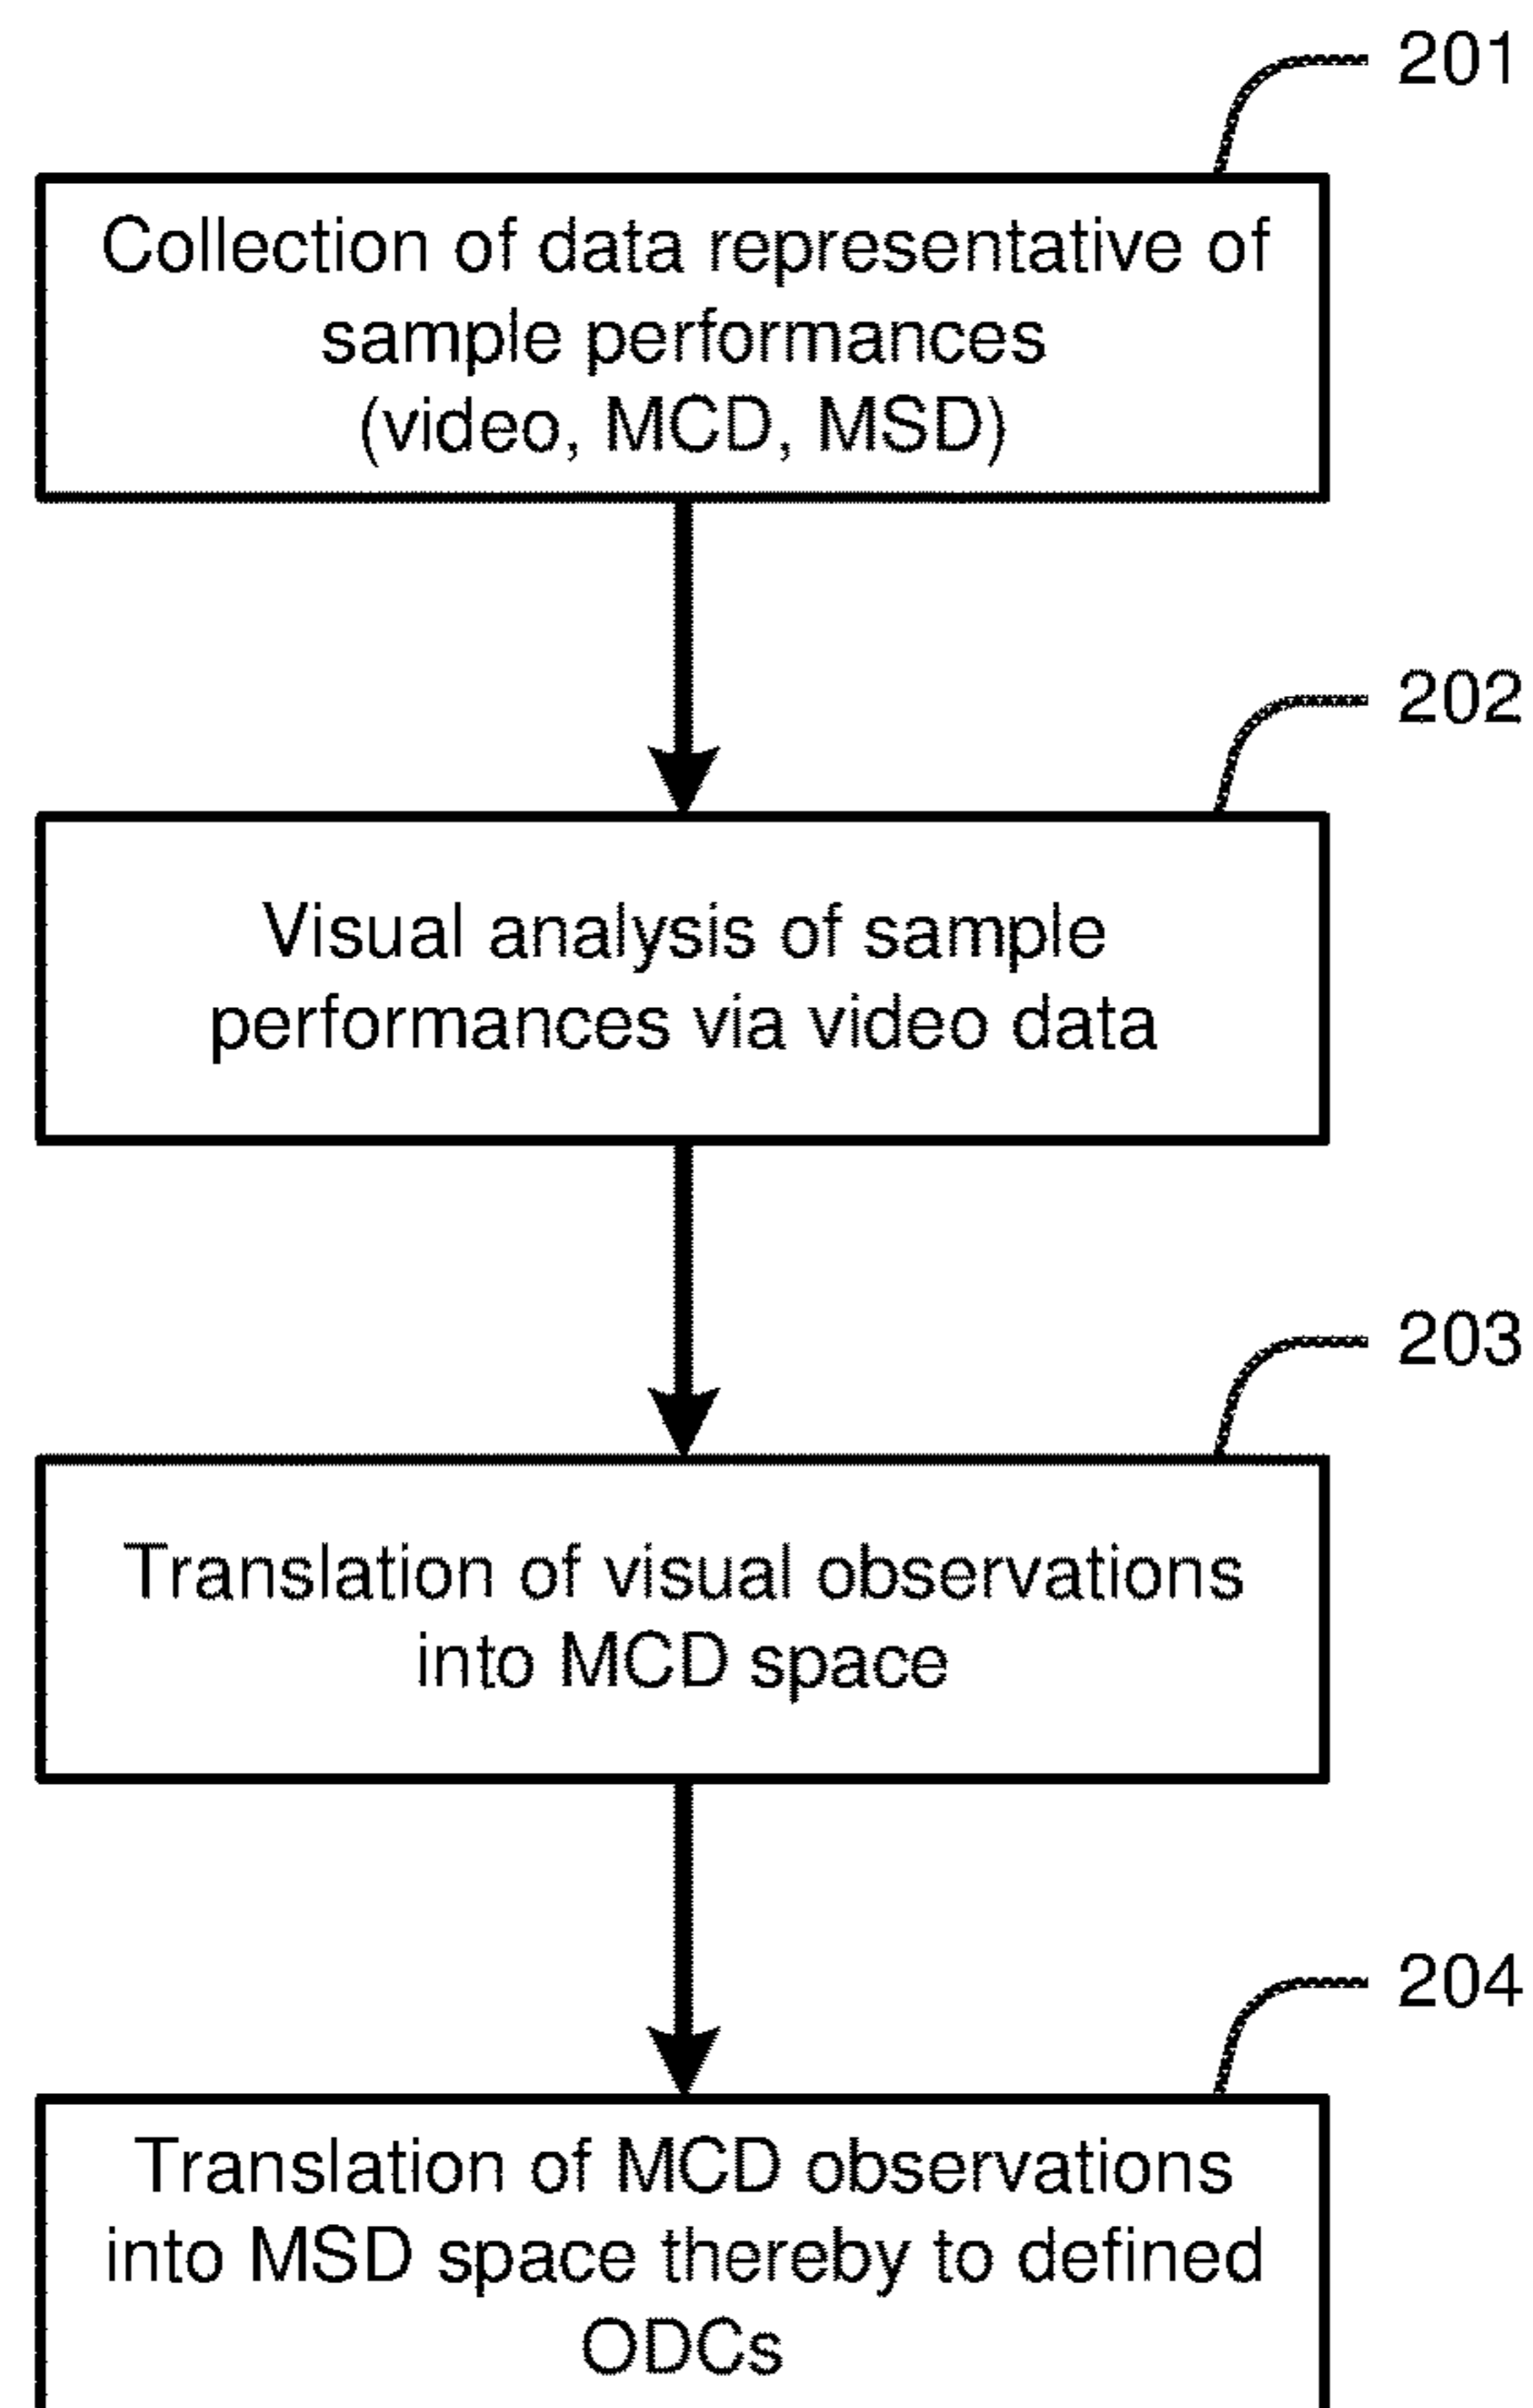 201
Collection of data representative of
sample performances
(video, MCD, MSD)
202
Visual analysis of sample
performances via video data
203
Translation of visual observations
into MCD space
204
Translation of MCD observations
into MSD space thereby to defined
ODCs